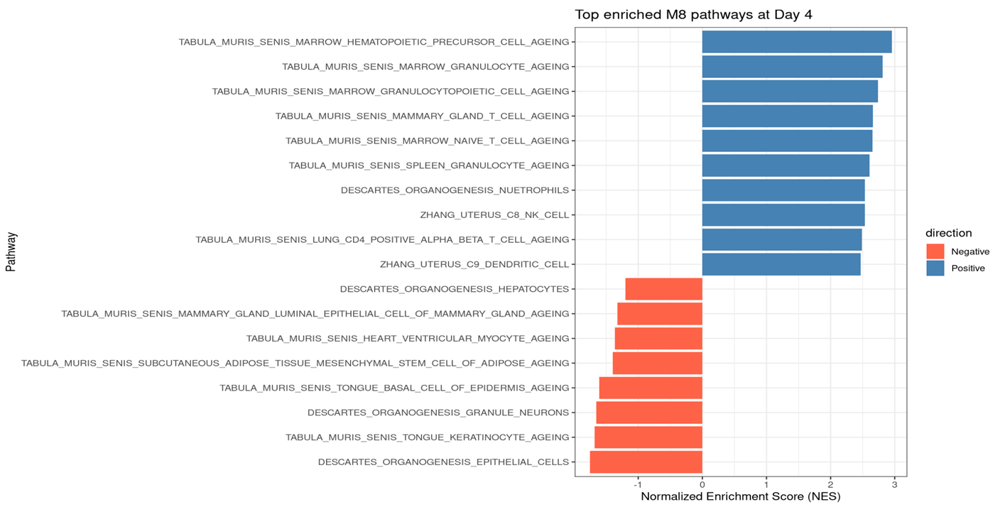 Top enriched M8 pathways at Day 4
TABULA_MURIS_SENIS_MARROW_HEMATOPOIETIC_PRECURSOR_CELL_AGEING
TABULA_MURIS_SENIS_MARROW_GRANULOCYTE_AGEING
TABULA_MURIS_SENIS_MARROW_GRANULOCYTOPOIETIC_CELL_AGEING
TABULA_MURIS_SENIS_MAMMARY_GLAND_T_CELL_AGEING
TABULA_MURIS_SENIS_MARROW_NAIVE_T_CELL_AGEING
TABULA_MURIS_SENIS_SPLEEN_GRANULOCYTE_AGEING
DESCARTES_ORGANOGENESIS_NUETROPHILS
ZHANG_UTERUS_C8_NK_CELL
TABULA_MURIS_SENIS_LUNG_CD4_POSITIVE_ALPHA_BETA_T_CELL_AGEING
ZHANG_UTERUS_C9_DENDRITIC_CELL
DESCARTES_ORGANOGENESIS_HEPATOCYTES
TABULA_MURIS_SENIS_MAMMARY_GLAND_LUMINAL_EPITHELIAL_CELL_OF_MAMMARY_GLAND_AGEING
TABULA_MURIS_SENIS_HEART_VENTRICULAR_MYOCYTE_AGEING
TABULA_MURIS_SENIS_SUBCUTANEOUS_ADIPOSE_TISSUE_MESENCHYMAL_STEM_CELL_OF_ADIPOSE_AGEING
TABULA_MURIS_SENIS_TONGUE_BASAL_CELL_OF_EPIDERMIS_AGEING
DESCARTES_ORGANOGENESIS_GRANULE_NEURONS
TABULA_MURIS_SENIS_TONGUE_KERATINOCYTE_AGEING
DESCARTES_ORGANOGENESIS_EPITHELIAL_CELLS
Pathway
-1 0 1 2 3
Normalized Enrichment Score (NES)
direction
Negative
Positive